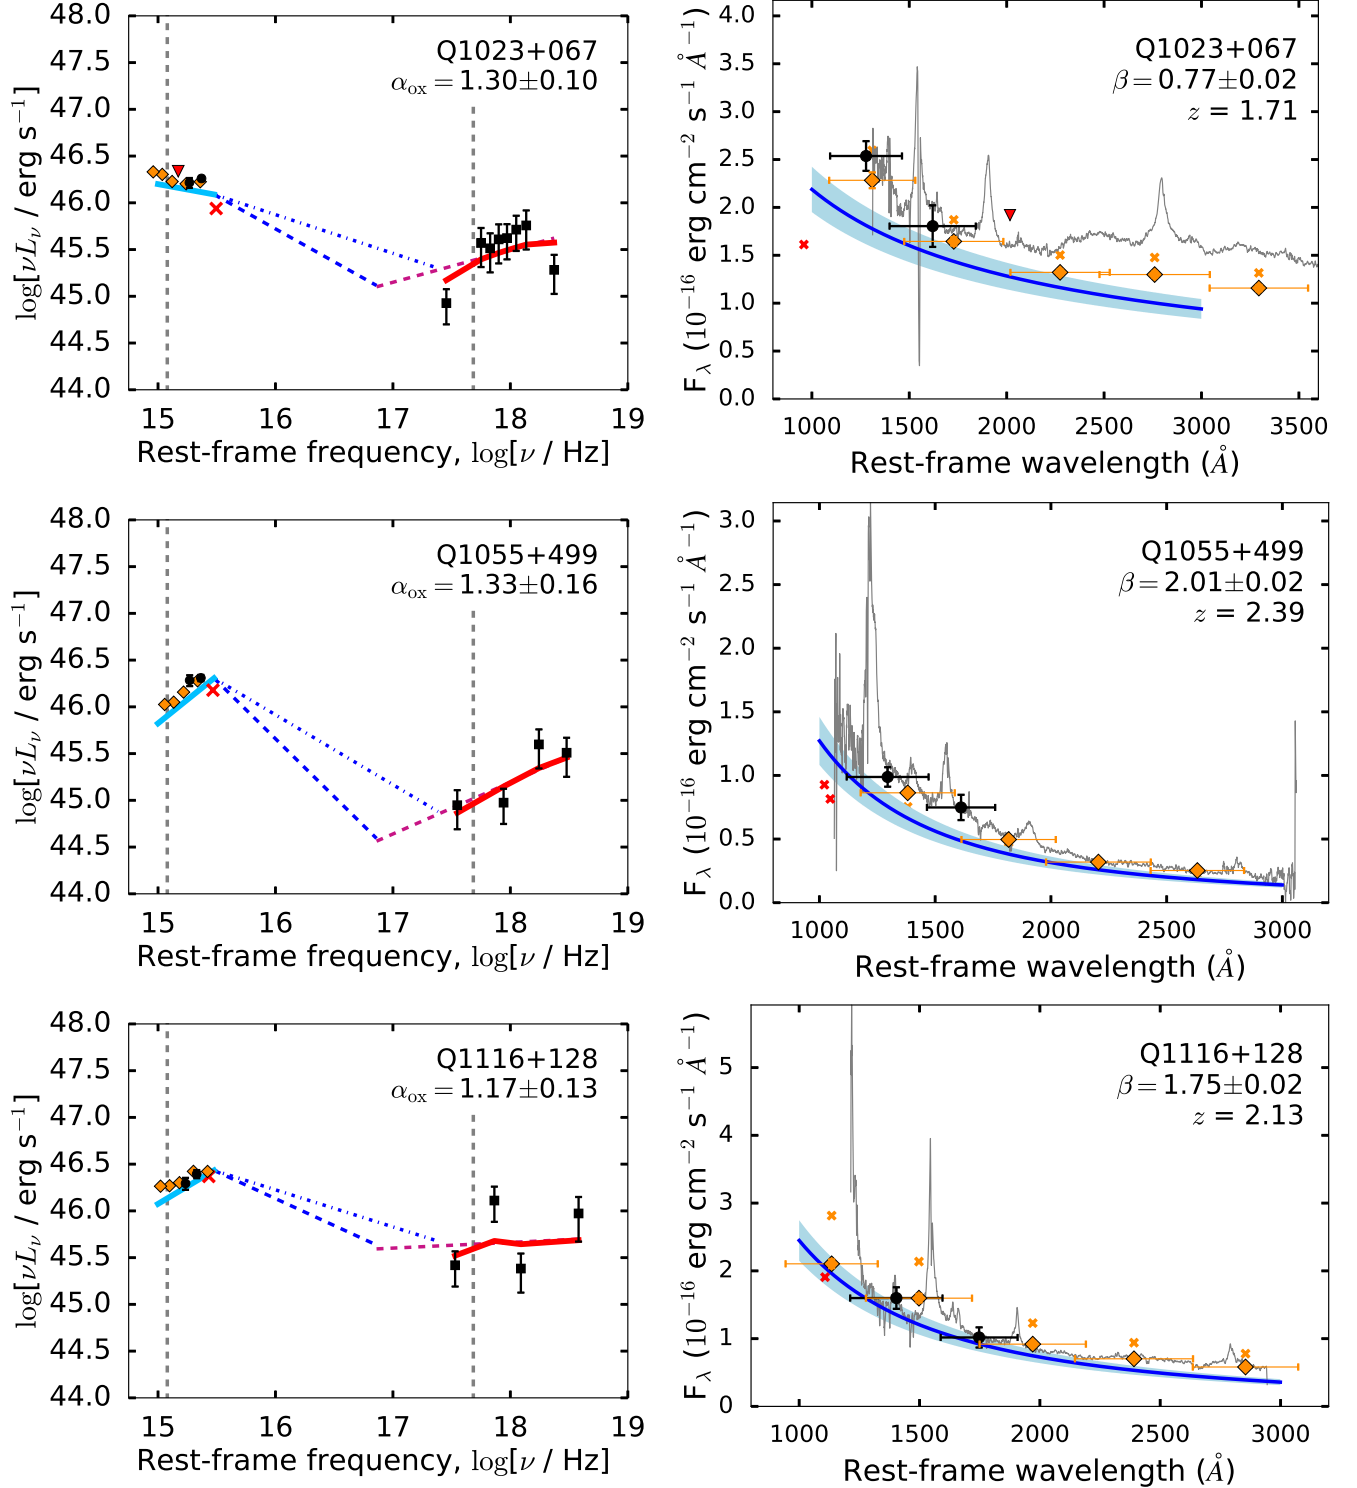 48.0
47.5
47.0
46.5
46.0
45.5
45.0
44.5
44.0
15 16 17 18 19
log[νLν / erg s−1]
Rest-frame frequency, log[ν / Hz]
Q1023+067
αox = 1.30±0.10
4.0
3.5
3.0
2.5
2.0
1.5
1.0
0.5
0.0
1000 1500 2000 2500 3000 3500
Fλ (10−16 erg cm−2 s−1 Å−1)
Rest-frame wavelength (Å)
Q1023+067
β = 0.77±0.02
z = 1.71
48.0
47.5
47.0
46.5
46.0
45.5
45.0
44.5
44.0
15 16 17 18 19
log[νLν / erg s−1]
Rest-frame frequency, log[ν / Hz]
Q1055+499
αox = 1.33±0.16
3.0
2.5
2.0
1.5
1.0
0.5
0.0
1000 1500 2000 2500 3000
Fλ (10−16 erg cm−2 s−1 Å−1)
Rest-frame wavelength (Å)
Q1055+499
β = 2.01±0.02
z = 2.39
48.0
47.5
47.0
46.5
46.0
45.5
45.0
44.5
44.0
15 16 17 18 19
log[νLν / erg s−1]
Rest-frame frequency, log[ν / Hz]
Q1116+128
αox = 1.17±0.13
5
4
3
2
1
0
1000 1500 2000 2500 3000
Fλ (10−16 erg cm−2 s−1 Å−1)
Rest-frame wavelength (Å)
Q1116+128
β = 1.75±0.02
z = 2.13